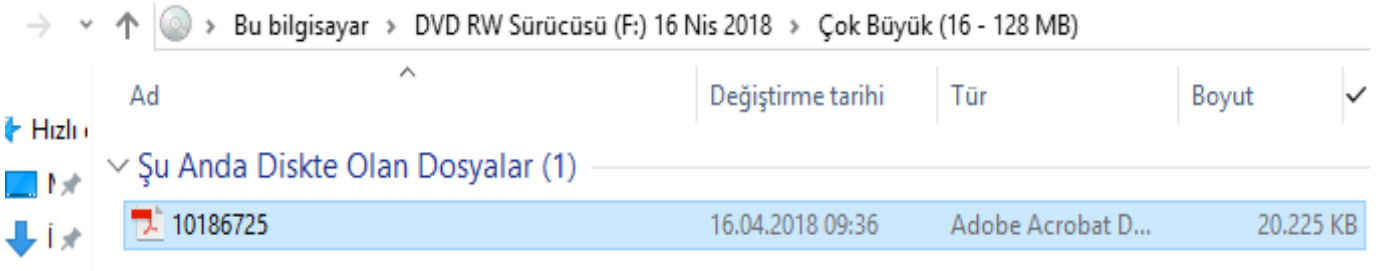 Bu bilgisayar > DVD RW Sürücüsü (F:) 16 Nis 2018 > Çok Büyük (16 - 128 MB)
Ad Değiştirme tarihi Tür Boyut
Hızlı
Şu Anda Diskte Olan Dosyalar (1)
10186725 16.04.2018 09:36 Adobe Acrobat D... 20.225 KB